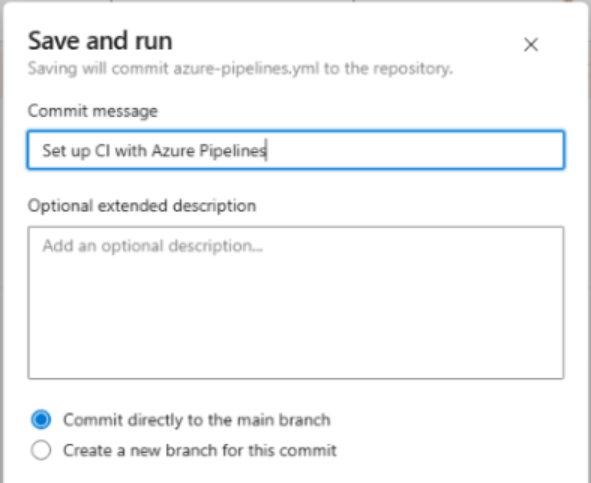 Save and run
Saving will commit azure-pipelines.yml to the repository.
Commit message
Set up CI with Azure Pipelines
Optional extended description
Add an optional description...
Commit directly to the main branch
Create a new branch for this commit